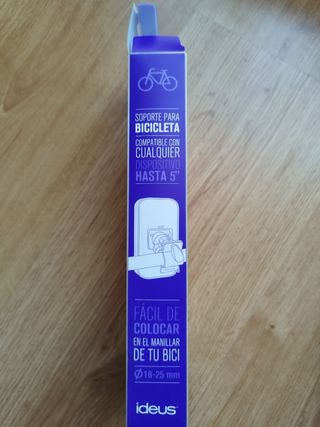 SOPORTE PARA
BICICLETA
COMPATIBLE CON
CUALQUIER
DISPOSITIVO
HASTA 5"
FÁCIL DE
COLOCAR
EN EL MANILLAR
DE TU BICI
Ø18-25 mm
ideus